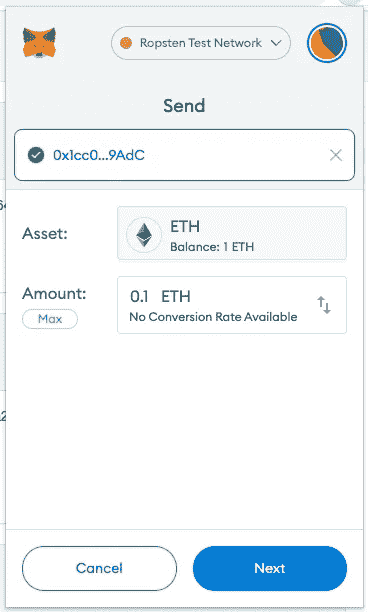 Ropsten Test Network
Send
0x1cc0...9AdC
Asset:
ETH
Balance: 1 ETH
Amount:
0.1 ETH
Max
No Conversion Rate Available
Cancel
Next